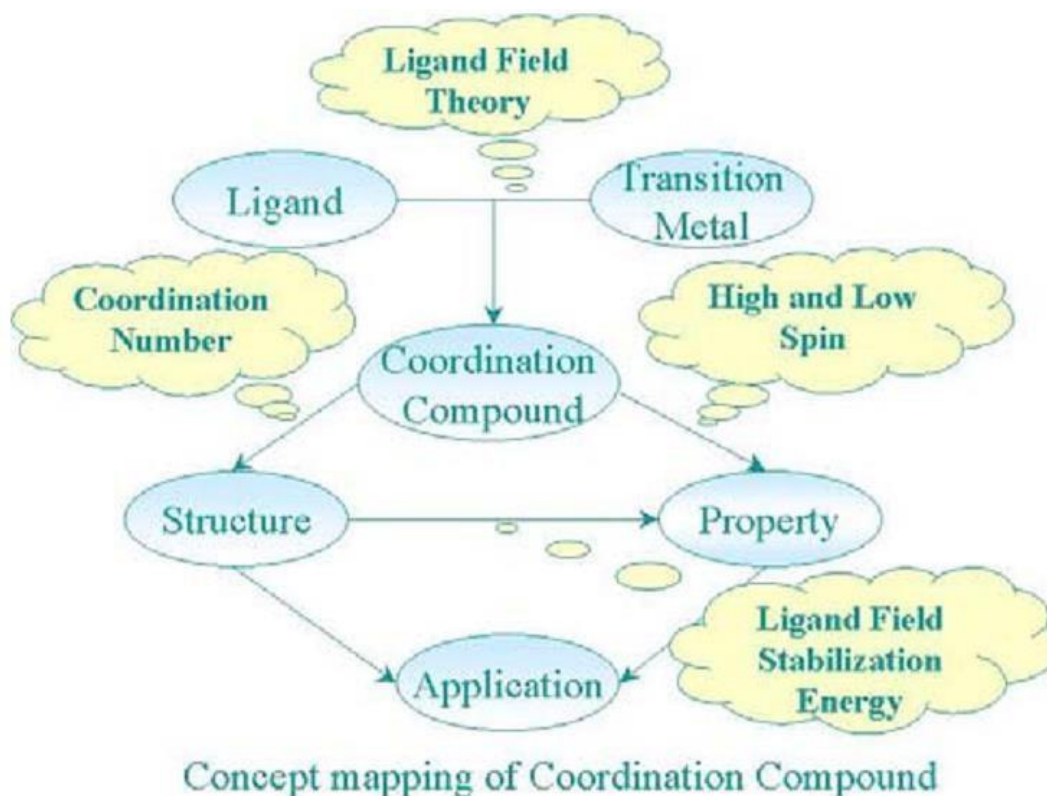 Ligand Field
Theory
Ligand
Transition
Metal
Coordination
Number
High and Low
Spin
Coordination
Compound
Structure
Property
Ligand Field
Stabilization
Energy
Application
Concept mapping of Coordination Compound